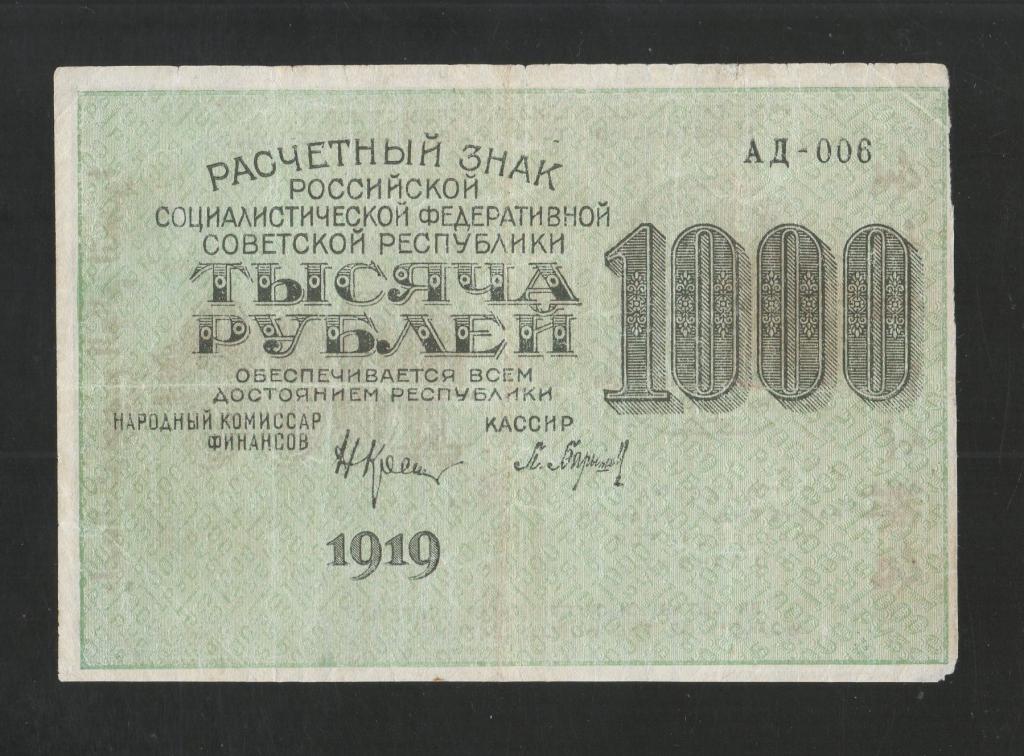 РАСЧЕТНЫЙ ЗНАК
РОССИЙСКОЙ
СОЦИАЛИСТИЧЕСКОЙ ФЕДЕРАТИВНОЙ
СОВЕТСКОЙ РЕСПУБЛИКИ
ТЫСЯЧА
РУБЛЕЙ
ОБЕСПЕЧИВАЕТСЯ ВСЕМ
ДОСТОЯНИЕМ РЕСПУБЛИКИ
НАРОДНЫЙ КОМИССАР
ФИНАНСОВ
КАССИР
1919
АД-006
1000